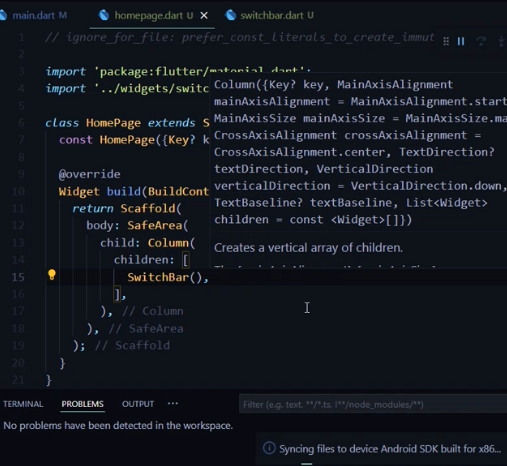 main.dart U
homepage.dart U
switchbar.dart U
1 // ignore_for_file: prefer_const_literals_to_create_immut
2
3 import 'package:flutter/material.dart';
4 import '../widgets/switc
5
6 class HomePage extends S
7 const HomePage({Key? k
8
9 @override
10 Widget build(BuildCont
11 return Scaffold(
12 body: SafeArea(
13 child: Column(
14 children: [
15 SwitchBar(),
16 ],
17 ), // Column
18 ), // SafeArea
19 ); // Scaffold
20 }
21 }
Column({Key? key, MainAxisAlignment
mainAxisAlignment = MainAxisAlignment.start
MainAxisSize mainAxisSize = MainAxisSize.ma
CrossAxisAlignment crossAxisAlignment =
CrossAxisAlignment.center, TextDirection?
textDirection, VerticalDirection
verticalDirection = VerticalDirection.down,
TextBaseline? textBaseline, List<Widget>
children = const <Widget>[]})
Creates a vertical array of children.
TERMINAL PROBLEMS OUTPUT ...
Filter (e.g. text, **/*.ts, !**/node_modules/**)
No problems have been detected in the workspace.
Syncing files to device Android SDK built for x86...